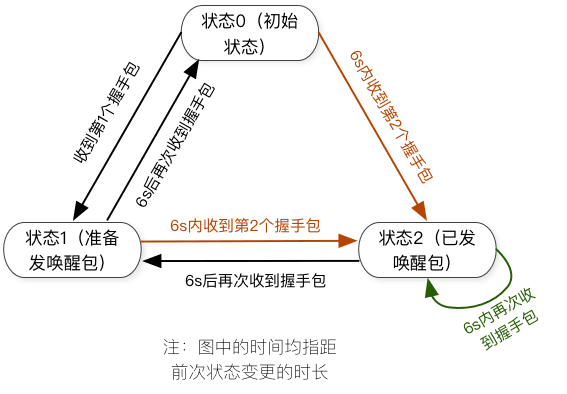 状态0（初始
状态）
收到第1个握手包
6s后再次收到握手包
6s内收到第2个握手包
6s内收到第2个握手包
状态1（准备
发唤醒包）
状态2（已发
唤醒包）
6s后再次收到握手包
6s内再次收
到握手包
注：图中的时间均指距
前次状态变更的时长